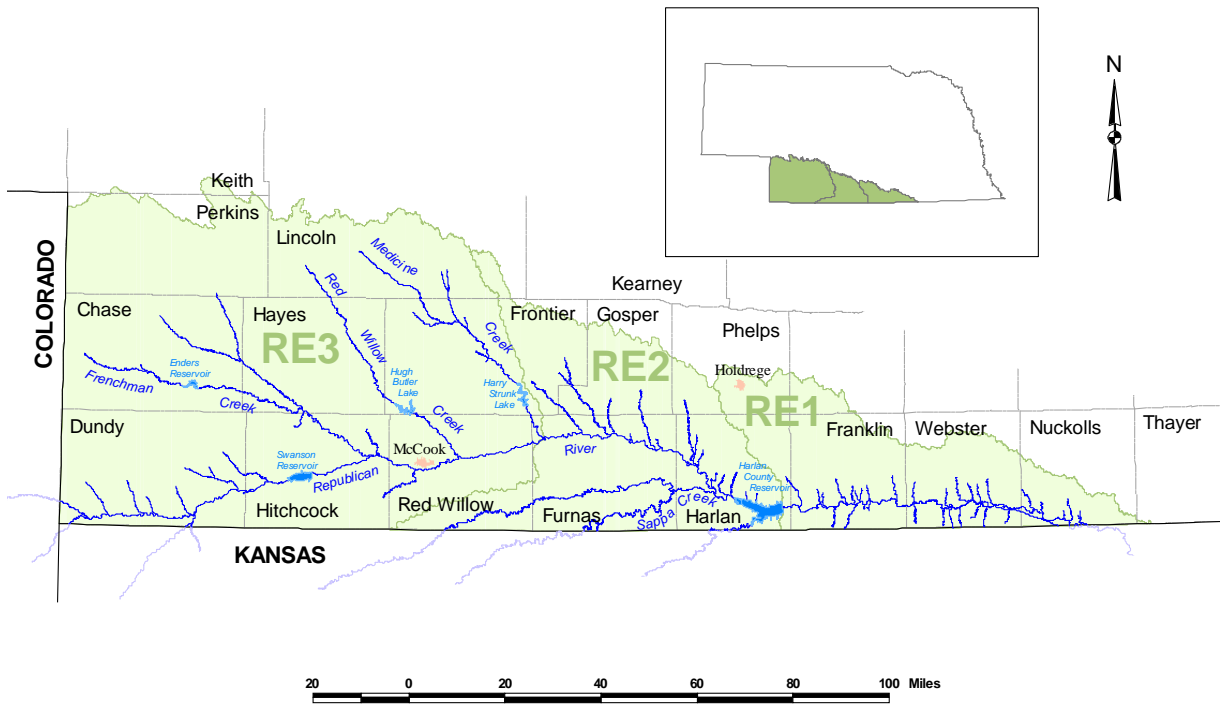 N
COLORADO
Keith
Perkins
Lincoln
Medicine
Creek
Kearney
Chase
Hayes
Red
Willow
Creek
Frontier
Gosper
Phelps
RE3
RE2
Holdrege
RE1
Enders
Reservoir
Frenchman
Creek
Hugh
Butler
Lake
Harry
Strunk
Lake
Dundy
McCook
River
Franklin
Webster
Nuckolls
Thayer
Swanson
Reservoir
Republican
Harlan
County
Reservoir
Hitchcock
Red Willow
Furnas
Sappa Creek
Harlan
KANSAS
20 0 20 40 60 80 100 Miles